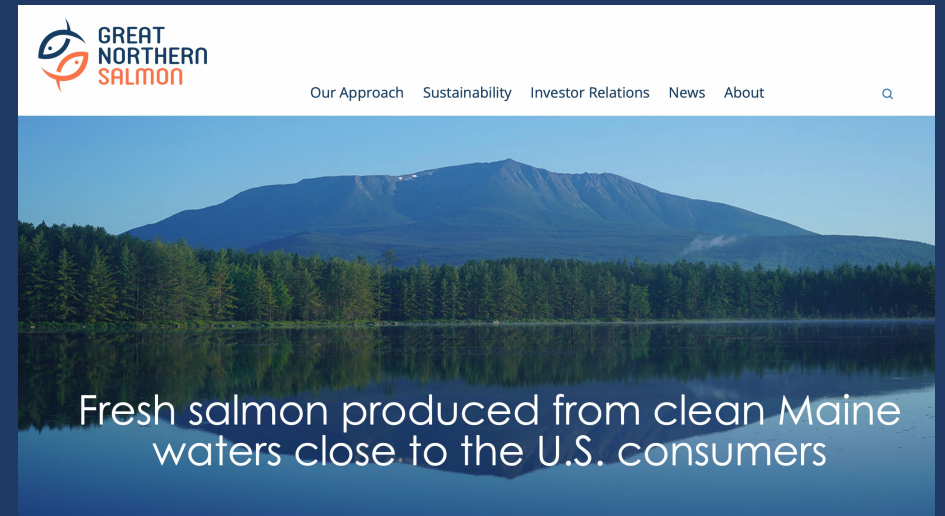 GREAT
NORTHERN
SALMON
Our Approach Sustainability Investor Relations News About
Fresh salmon produced from clean Maine
waters close to the U.S. consumers